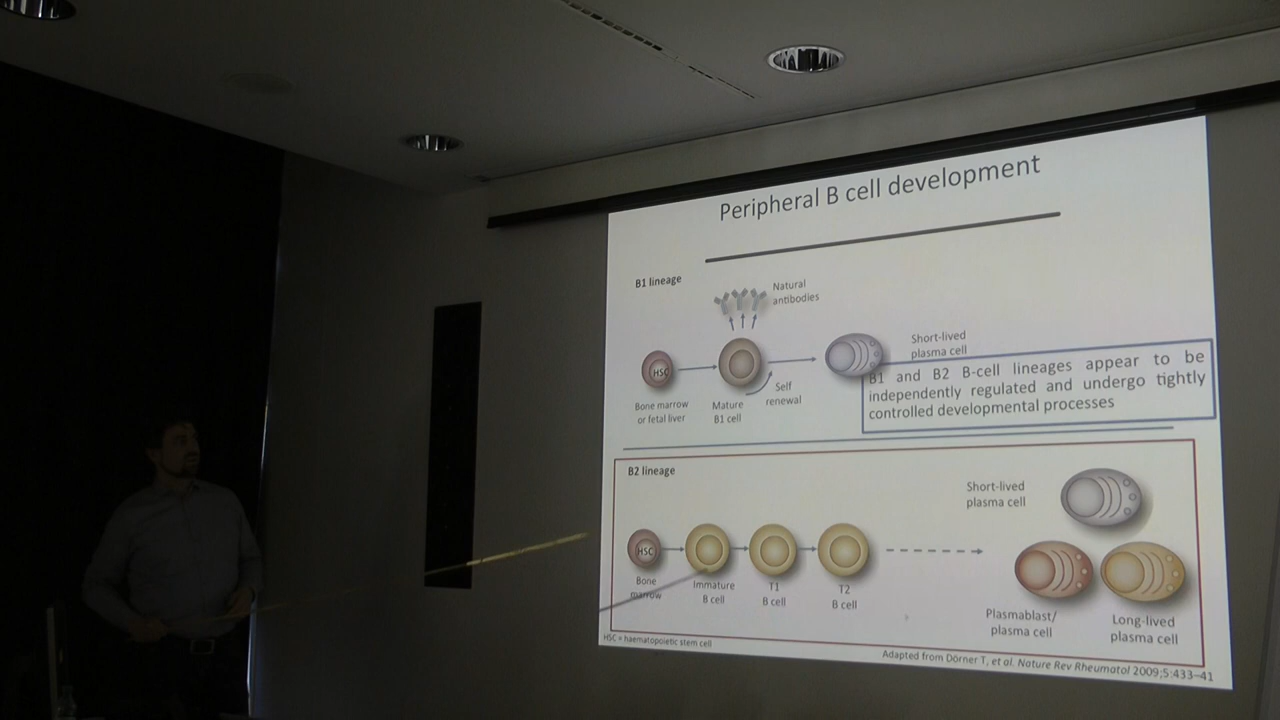 Peripheral B cell development
B1 lineage
Natural
antibodies
HSC
Short-lived
plasma cell
Self
renewal
Bone marrow
or fetal liver
Mature
B1 cell
B1 and B2 B-cell lineages appear to be
independently regulated and undergo tightly
controlled developmental processes
B2 lineage
Short-lived
plasma cell
HSC
Bone
marrow
Immature
B cell
T1
B cell
T2
B cell
Plasmablast/
plasma cell
Long-lived
plasma cell
HSC = haematopoietic stem cell
Adapted from Dörner T, et al. Nature Rev Rheumatol 2009;5:433–41